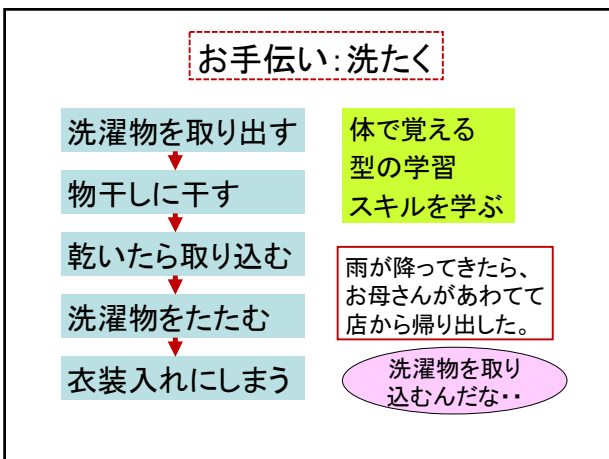 お手伝い：洗たく
洗濯物を取り出す
物干しに干す
乾いたら取り込む
洗濯物をたたむ
衣装入れにしまう
体で覚える
型の学習
スキルを学ぶ
雨が降ってきたら、
お母さんがあわてて
店から帰り出した。
洗濯物を取り
込むんだな・・